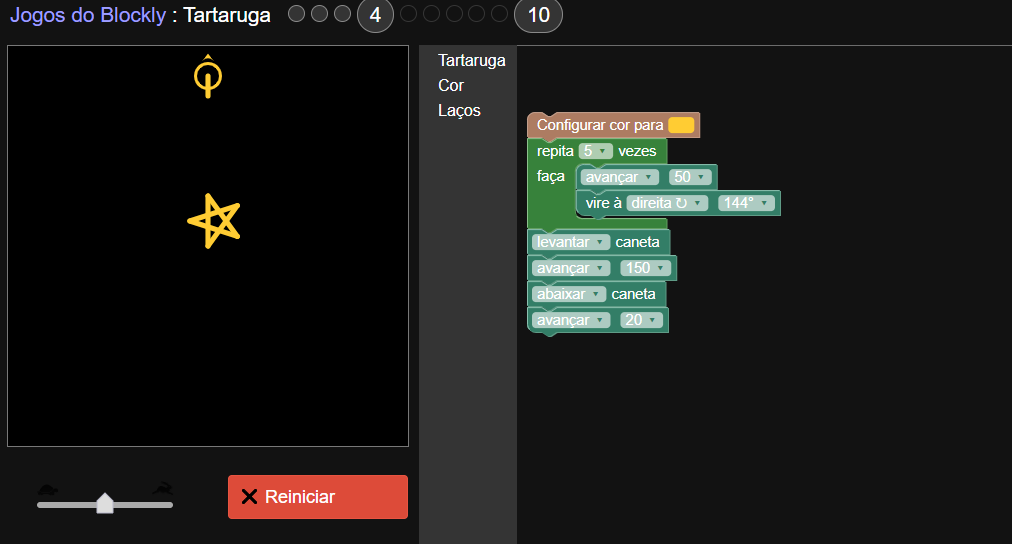 Jogos do Blockly : Tartaruga 4 10
Tartaruga
Cor
Laços
Configurar cor para
repita 5 vezes
faça avançar 50
vire à direita ↻ 144°
levantar caneta
avançar 150
abaixar caneta
avançar 20
Reiniciar